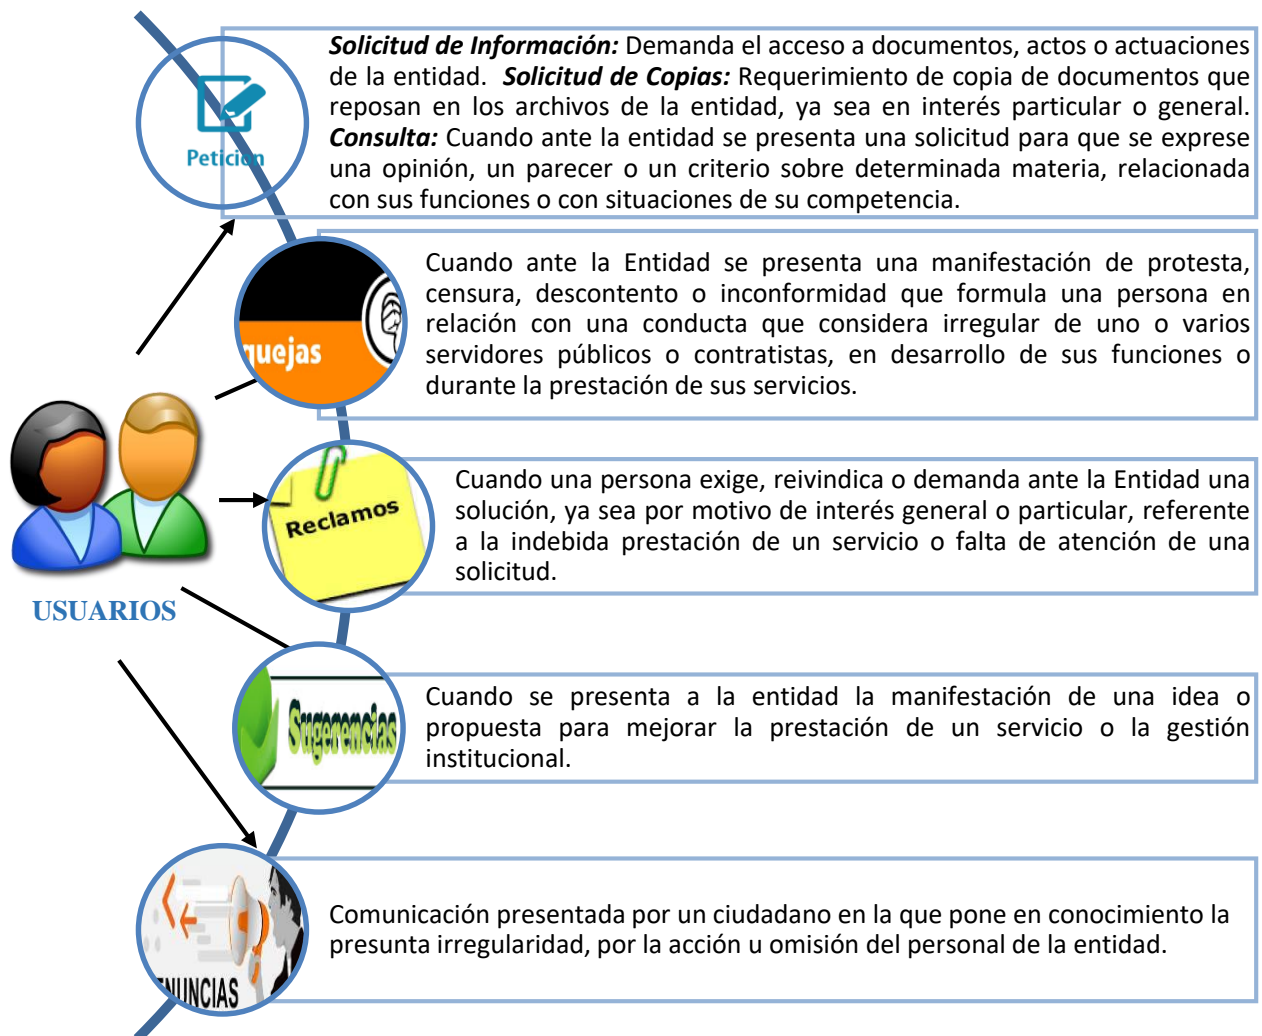 Solicitud de Información: Demanda el acceso a documentos, actos o actuaciones
de la entidad. Solicitud de Copias: Requerimiento de copia de documentos que
reposan en los archivos de la entidad, ya sea en interés particular o general.
Consulta: Cuando ante la entidad se presenta una solicitud para que se exprese
una opinión, un parecer o un criterio sobre determinada materia, relacionada
con sus funciones o con situaciones de su competencia.
Petición
Cuando ante la Entidad se presenta una manifestación de protesta,
censura, descontento o inconformidad que formula una persona en
relación con una conducta que considera irregular de uno o varios
servidores públicos o contratistas, en desarrollo de sus funciones o
durante la prestación de sus servicios.
quejas
Cuando una persona exige, reivindica o demanda ante la Entidad una
solución, ya sea por motivo de interés general o particular, referente
a la indebida prestación de un servicio o falta de atención de una
solicitud.
Reclamos
USUARIOS
Cuando se presenta a la entidad la manifestación de una idea o
propuesta para mejorar la prestación de un servicio o la gestión
institucional.
Sugerencias
Comunicación presentada por un ciudadano en la que pone en conocimiento la
presunta irregularidad, por la acción u omisión del personal de la entidad.
ENUNCIAS